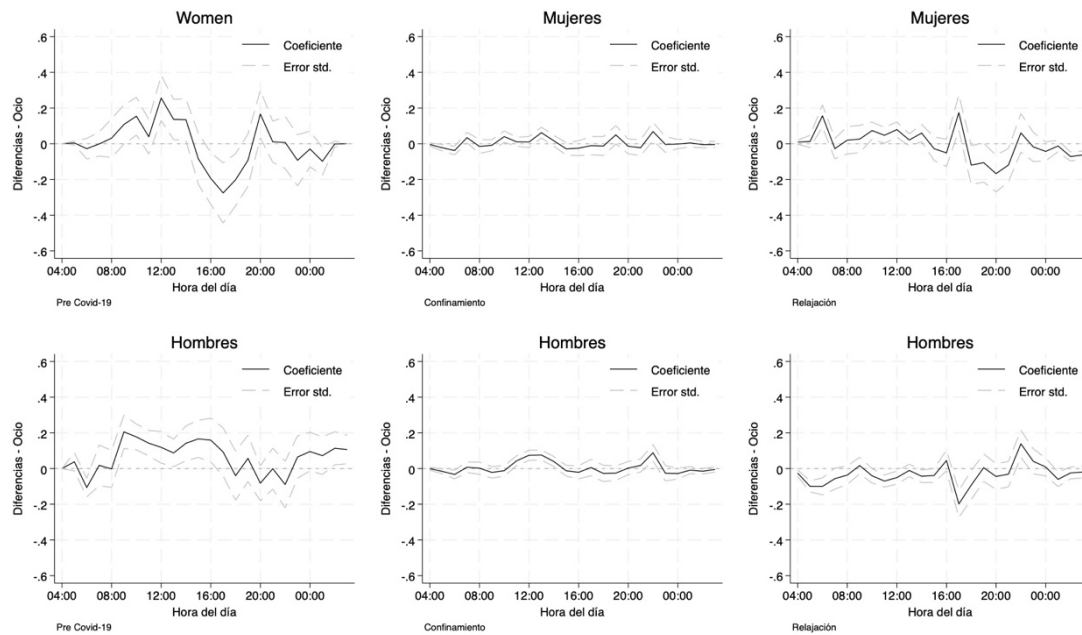 Women
.6
.4
.2
0
-.2
-.4
-.6
Diferencias - Ocio
Coeficiente
Error std.
04:00 08:00 12:00 16:00 20:00 00:00
Hora del día
Pre Covid-19
Mujeres
.6
.4
.2
0
-.2
-.4
-.6
Diferencias - Ocio
Coeficiente
Error std.
04:00 08:00 12:00 16:00 20:00 00:00
Hora del día
Confinamiento
Mujeres
.6
.4
.2
0
-.2
-.4
-.6
Diferencias - Ocio
Coeficiente
Error std.
04:00 08:00 12:00 16:00 20:00 00:00
Hora del día
Relajación
Hombres
.6
.4
.2
0
-.2
-.4
-.6
Diferencias - Ocio
Coeficiente
Error std.
04:00 08:00 12:00 16:00 20:00 00:00
Hora del día
Pre Covid-19
Hombres
.6
.4
.2
0
-.2
-.4
-.6
Diferencias - Ocio
Coeficiente
Error std.
04:00 08:00 12:00 16:00 20:00 00:00
Hora del día
Confinamiento
Hombres
.6
.4
.2
0
-.2
-.4
-.6
Diferencias - Ocio
Coeficiente
Error std.
04:00 08:00 12:00 16:00 20:00 00:00
Hora del día
Relajación